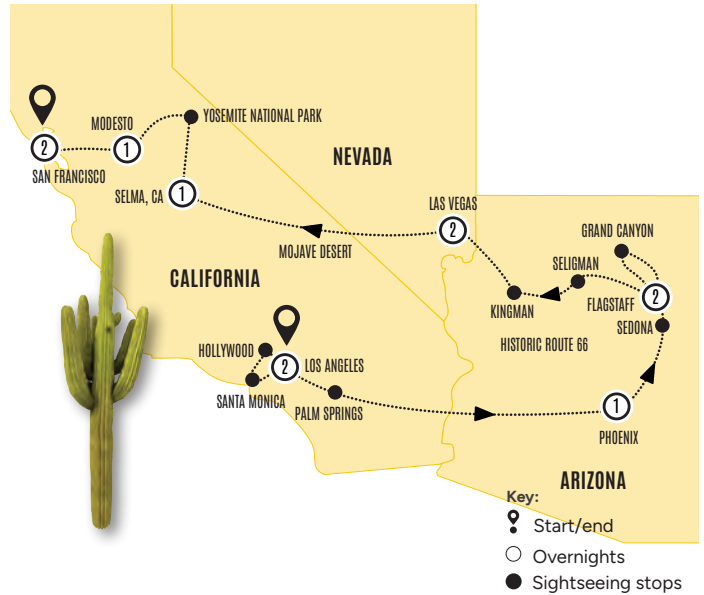 MODESTO
YOSEMITE NATIONAL PARK
2
1
SAN FRANCISCO
NEVADA
SELMA, CA
1
LAS VEGAS
2
GRAND CANYON
MOJAVE DESERT
SELIGMAN
CALIFORNIA
KINGMAN
FLAGSTAFF
2
SEDONA
HISTORIC ROUTE 66
HOLLYWOOD
2
LOS ANGELES
SANTA MONICA
PALM SPRINGS
1
PHOENIX
ARIZONA
Key:
Start/end
Overnights
Sightseeing stops